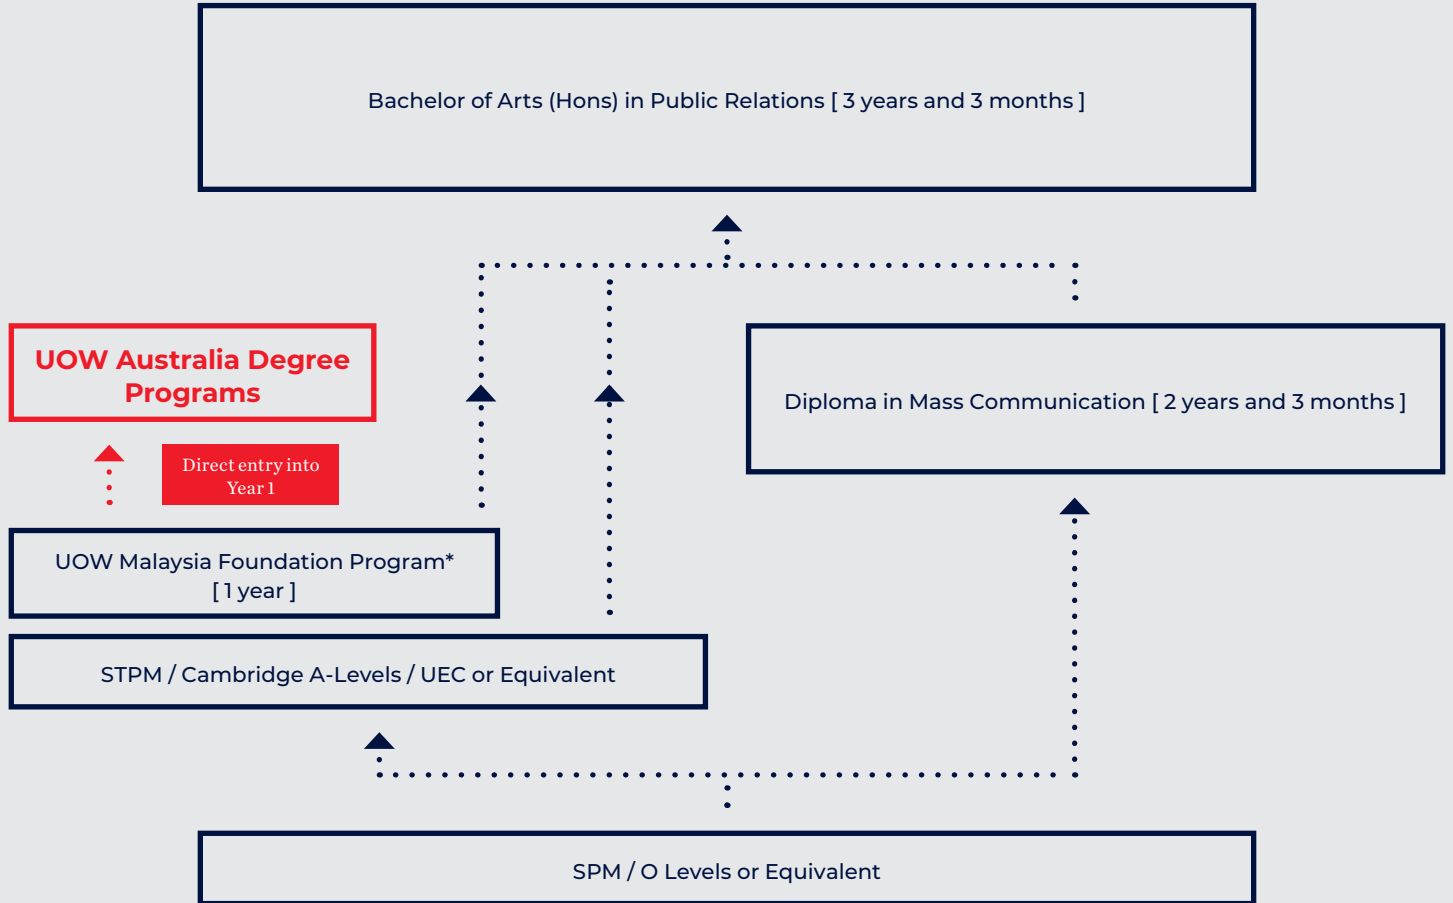 Bachelor of Arts (Hons) in Public Relations [ 3 years and 3 months ]
UOW Australia Degree
Programs
Diploma in Mass Communication [ 2 years and 3 months ]
Direct entry into
Year 1
UOW Malaysia Foundation Program*
[ 1 year ]
STPM / Cambridge A-Levels / UEC or Equivalent
SPM / O Levels or Equivalent